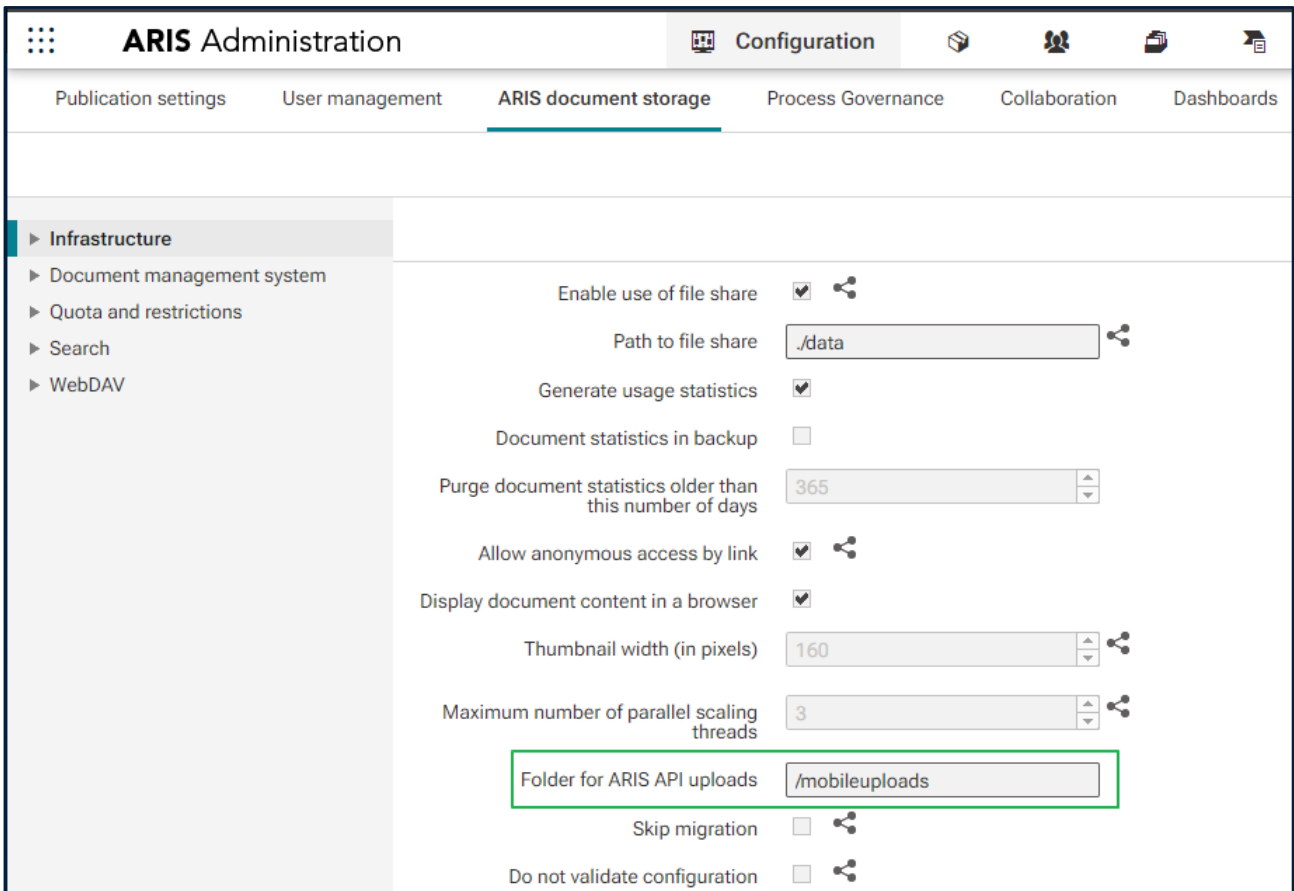 ARIS Administration
Configuration
Publication settings
User management
ARIS document storage
Process Governance
Collaboration
Dashboards
Infrastructure
Document management system
Quota and restrictions
Search
WebDAV
Enable use of file share
Path to file share
./data
Generate usage statistics
Document statistics in backup
Purge document statistics older than
this number of days
365
Allow anonymous access by link
Display document content in a browser
Thumbnail width (in pixels)
160
Maximum number of parallel scaling
threads
3
Folder for ARIS API uploads
/mobileuploads
Skip migration
Do not validate configuration